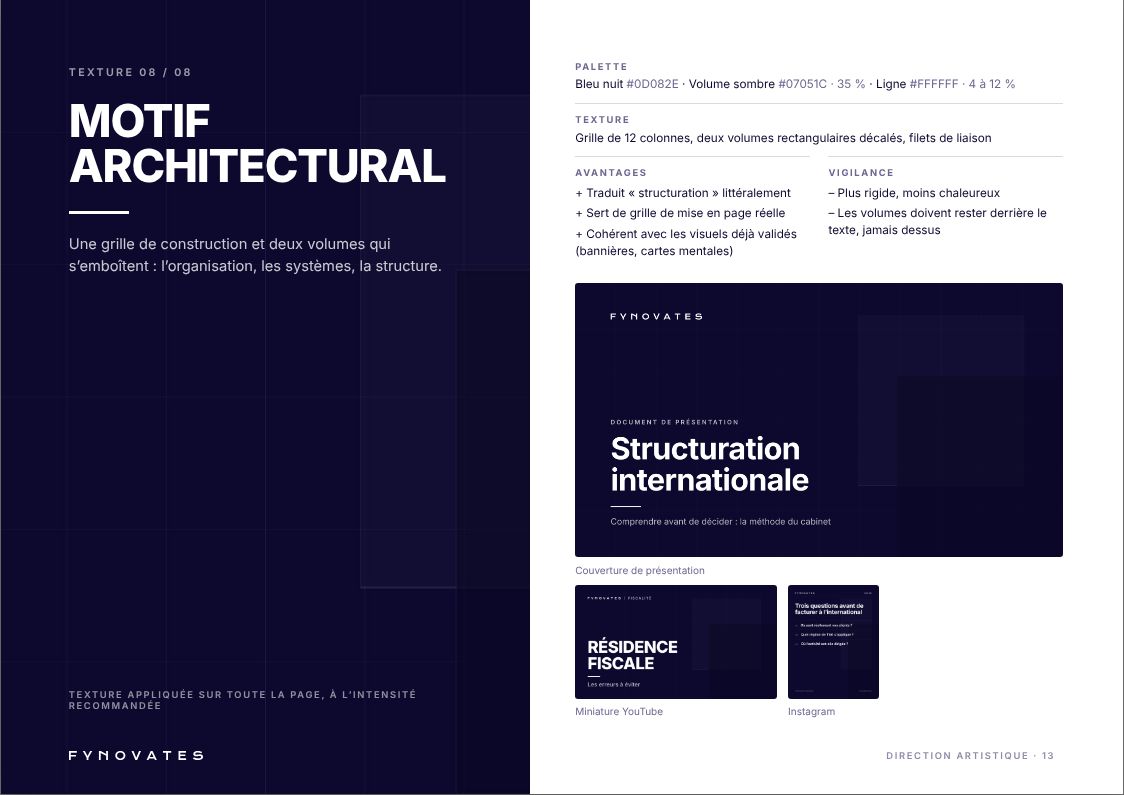 TEXTURE 08 / 08
MOTIF
ARCHITECTURAL
Une grille de construction et deux volumes qui
s’emboîtent : l’organisation, les systèmes, la structure.
TEXTURE APPLIQUÉE SUR TOUTE LA PAGE, À L’INTENSITÉ
RECOMMANDÉE
FYNOVATES
PALETTE
Bleu nuit #0D082E · Volume sombre #07051C · 35 % · Ligne #FFFFFF · 4 à 12 %
TEXTURE
Grille de 12 colonnes, deux volumes rectangulaires décalés, filets de liaison
AVANTAGES
+ Traduit « structuration » littéralement
+ Sert de grille de mise en page réelle
+ Cohérent avec les visuels déjà validés
(bannières, cartes mentales)
VIGILANCE
– Plus rigide, moins chaleureux
– Les volumes doivent rester derrière le
texte, jamais dessus
FYNOVATES
DOCUMENT DE PRÉSENTATION
Structuration
internationale
Comprendre avant de décider : la méthode du cabinet
Couverture de présentation
FYNOVATES | FISCALITÉ
RÉSIDENCE
FISCALE
Les erreurs à éviter
Miniature YouTube
FYNOVATES
Trois questions avant de
facturer à l’international
Instagram
DIRECTION ARTISTIQUE · 13